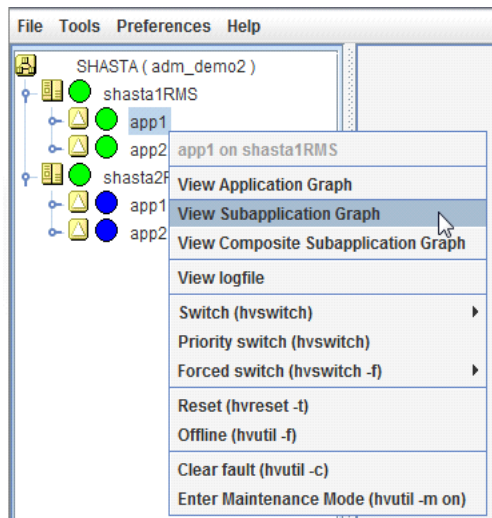 File Tools Preferences Help
SHASTA ( adm_demo2 )
shasta1RMS
app1
app2
shasta2
app1
app2
app1 on shasta1RMS
View Application Graph
View Subapplication Graph
View Composite Subapplication Graph
View logfile
Switch (hvswitch)
Priority switch (hvswitch)
Forced switch (hvswitch -f)
Reset (hvreset -t)
Offline (hvutil -f)
Clear fault (hvutil -c)
Enter Maintenance Mode (hvutil -m on)